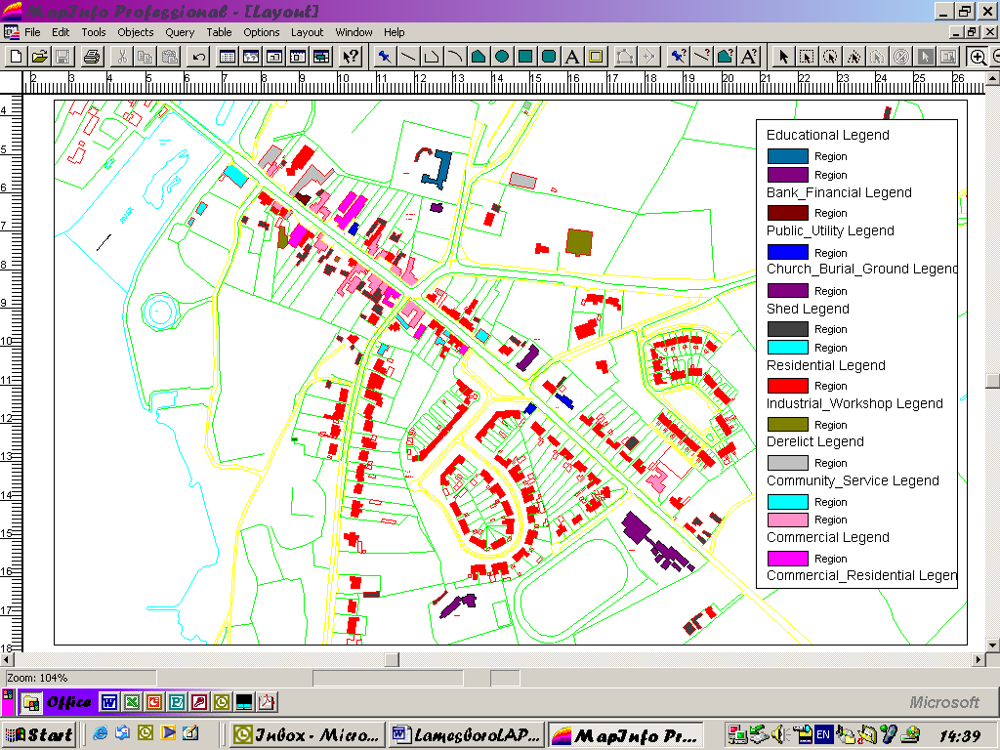 MapInfo Professional - [Layout]
File Edit Tools Objects Query Table Options Layout Window Help
2 3 4 5 6 7 8 9 10 11 12 13 14 15 16 17 18 19 20 21 22 23 24 25 26
4
5
6
7
8
9
10
11
12
13
14
15
16
17
18
Educational Legend
Region
Region
Bank_Financial Legend
Region
Public_Utility Legend
Region
Church_Burial_Ground Legend
Region
Shed Legend
Region
Region
Residential Legend
Region
Industrial_Workshop Legend
Region
Derelict Legend
Region
Community_Service Legend
Region
Region
Commercial Legend
Region
Commercial_Residential Legen
Zoom: 104%
Office Microsoft
Start Inbox - Micro... LamesboroLAP... MapInfo Pr... EN 14:39